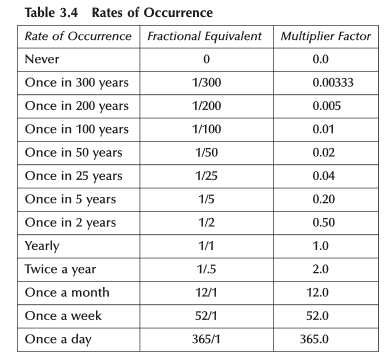 Table 3.4 Rates of Occurrence
Rate of Occurrence Fractional Equivalent Multiplier Factor
Never 0 0.0
Once in 300 years 1/300 0.00333
Once in 200 years 1/200 0.005
Once in 100 years 1/100 0.01
Once in 50 years 1/50 0.02
Once in 25 years 1/25 0.04
Once in 5 years 1/5 0.20
Once in 2 years 1/2 0.50
Yearly 1/1 1.0
Twice a year 1/.5 2.0
Once a month 12/1 12.0
Once a week 52/1 52.0
Once a day 365/1 365.0